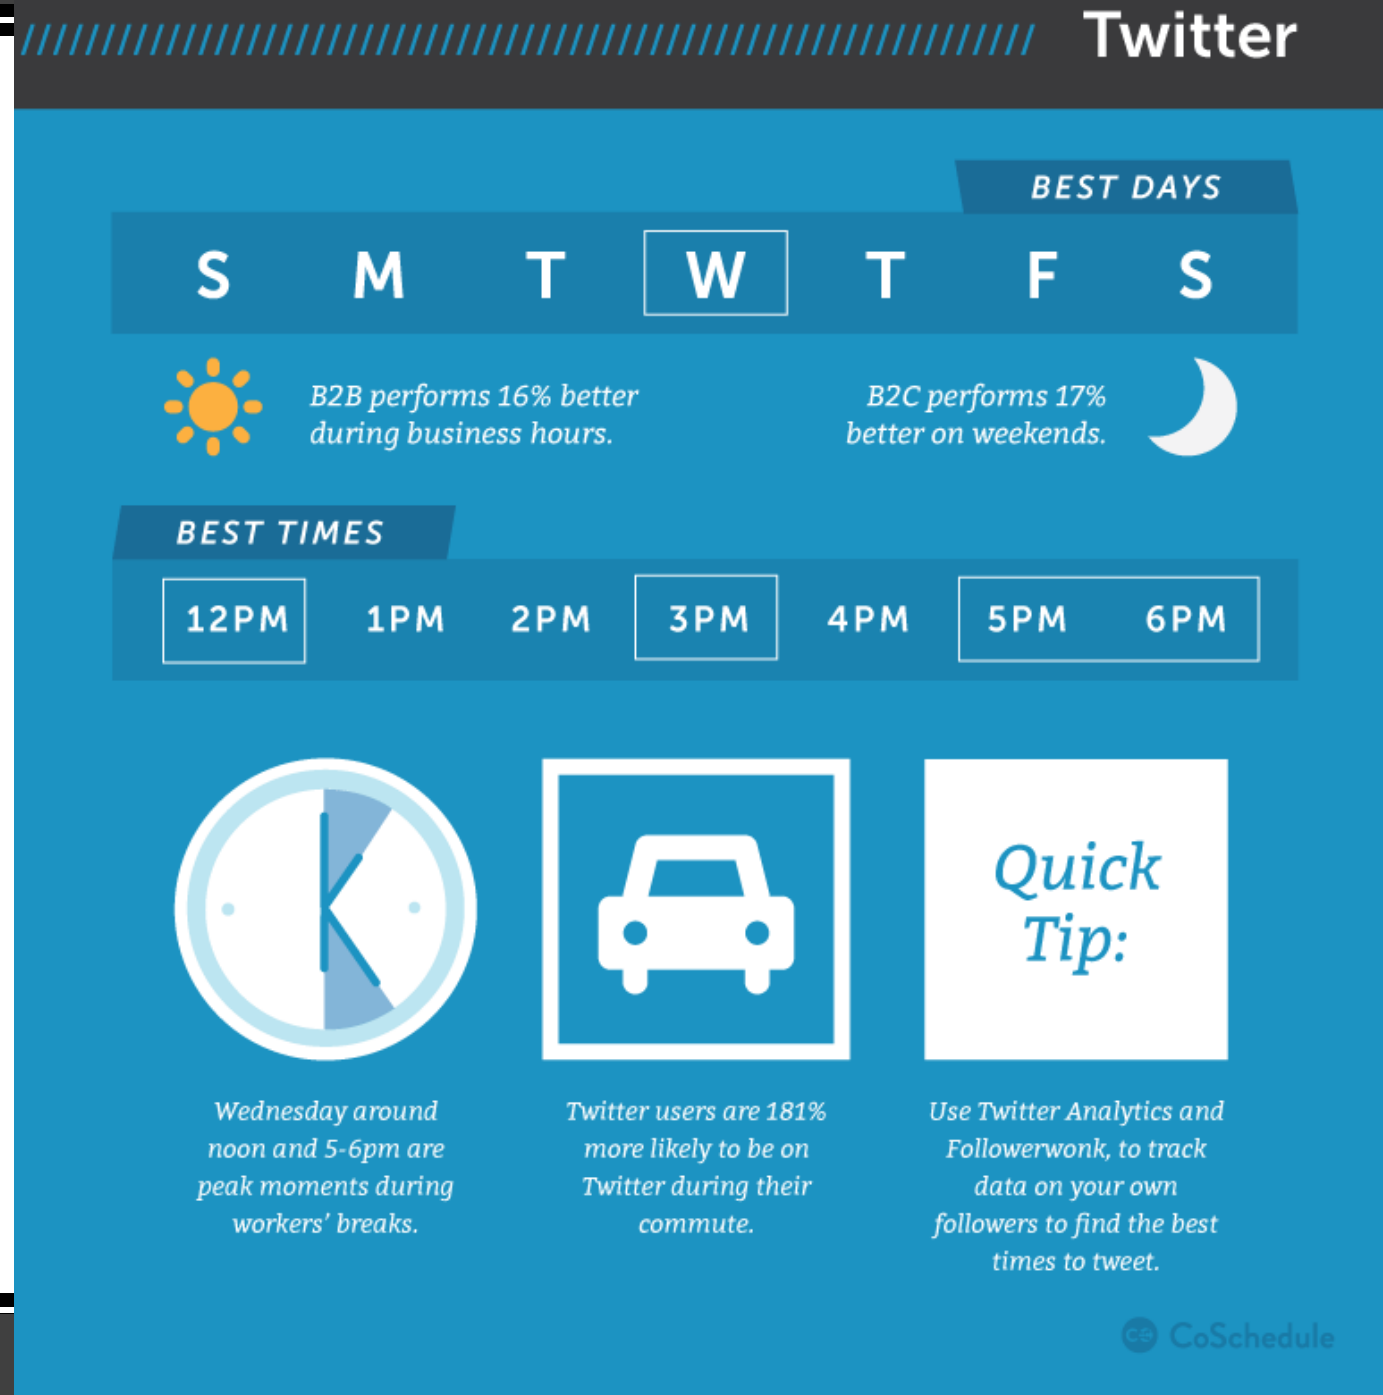 Twitter
BEST DAYS
S M T W T F S
B2B performs 16% better
during business hours.
B2C performs 17%
better on weekends.
BEST TIMES
12PM 1PM 2PM 3PM 4PM 5PM 6PM
Wednesday around
noon and 5-6pm are
peak moments during
workers' breaks.
Twitter users are 181%
more likely to be on
Twitter during their
commute.
Quick
Tip:
Use Twitter Analytics and
Followerwonk, to track
data on your own
followers to find the best
times to tweet.
CoSchedule